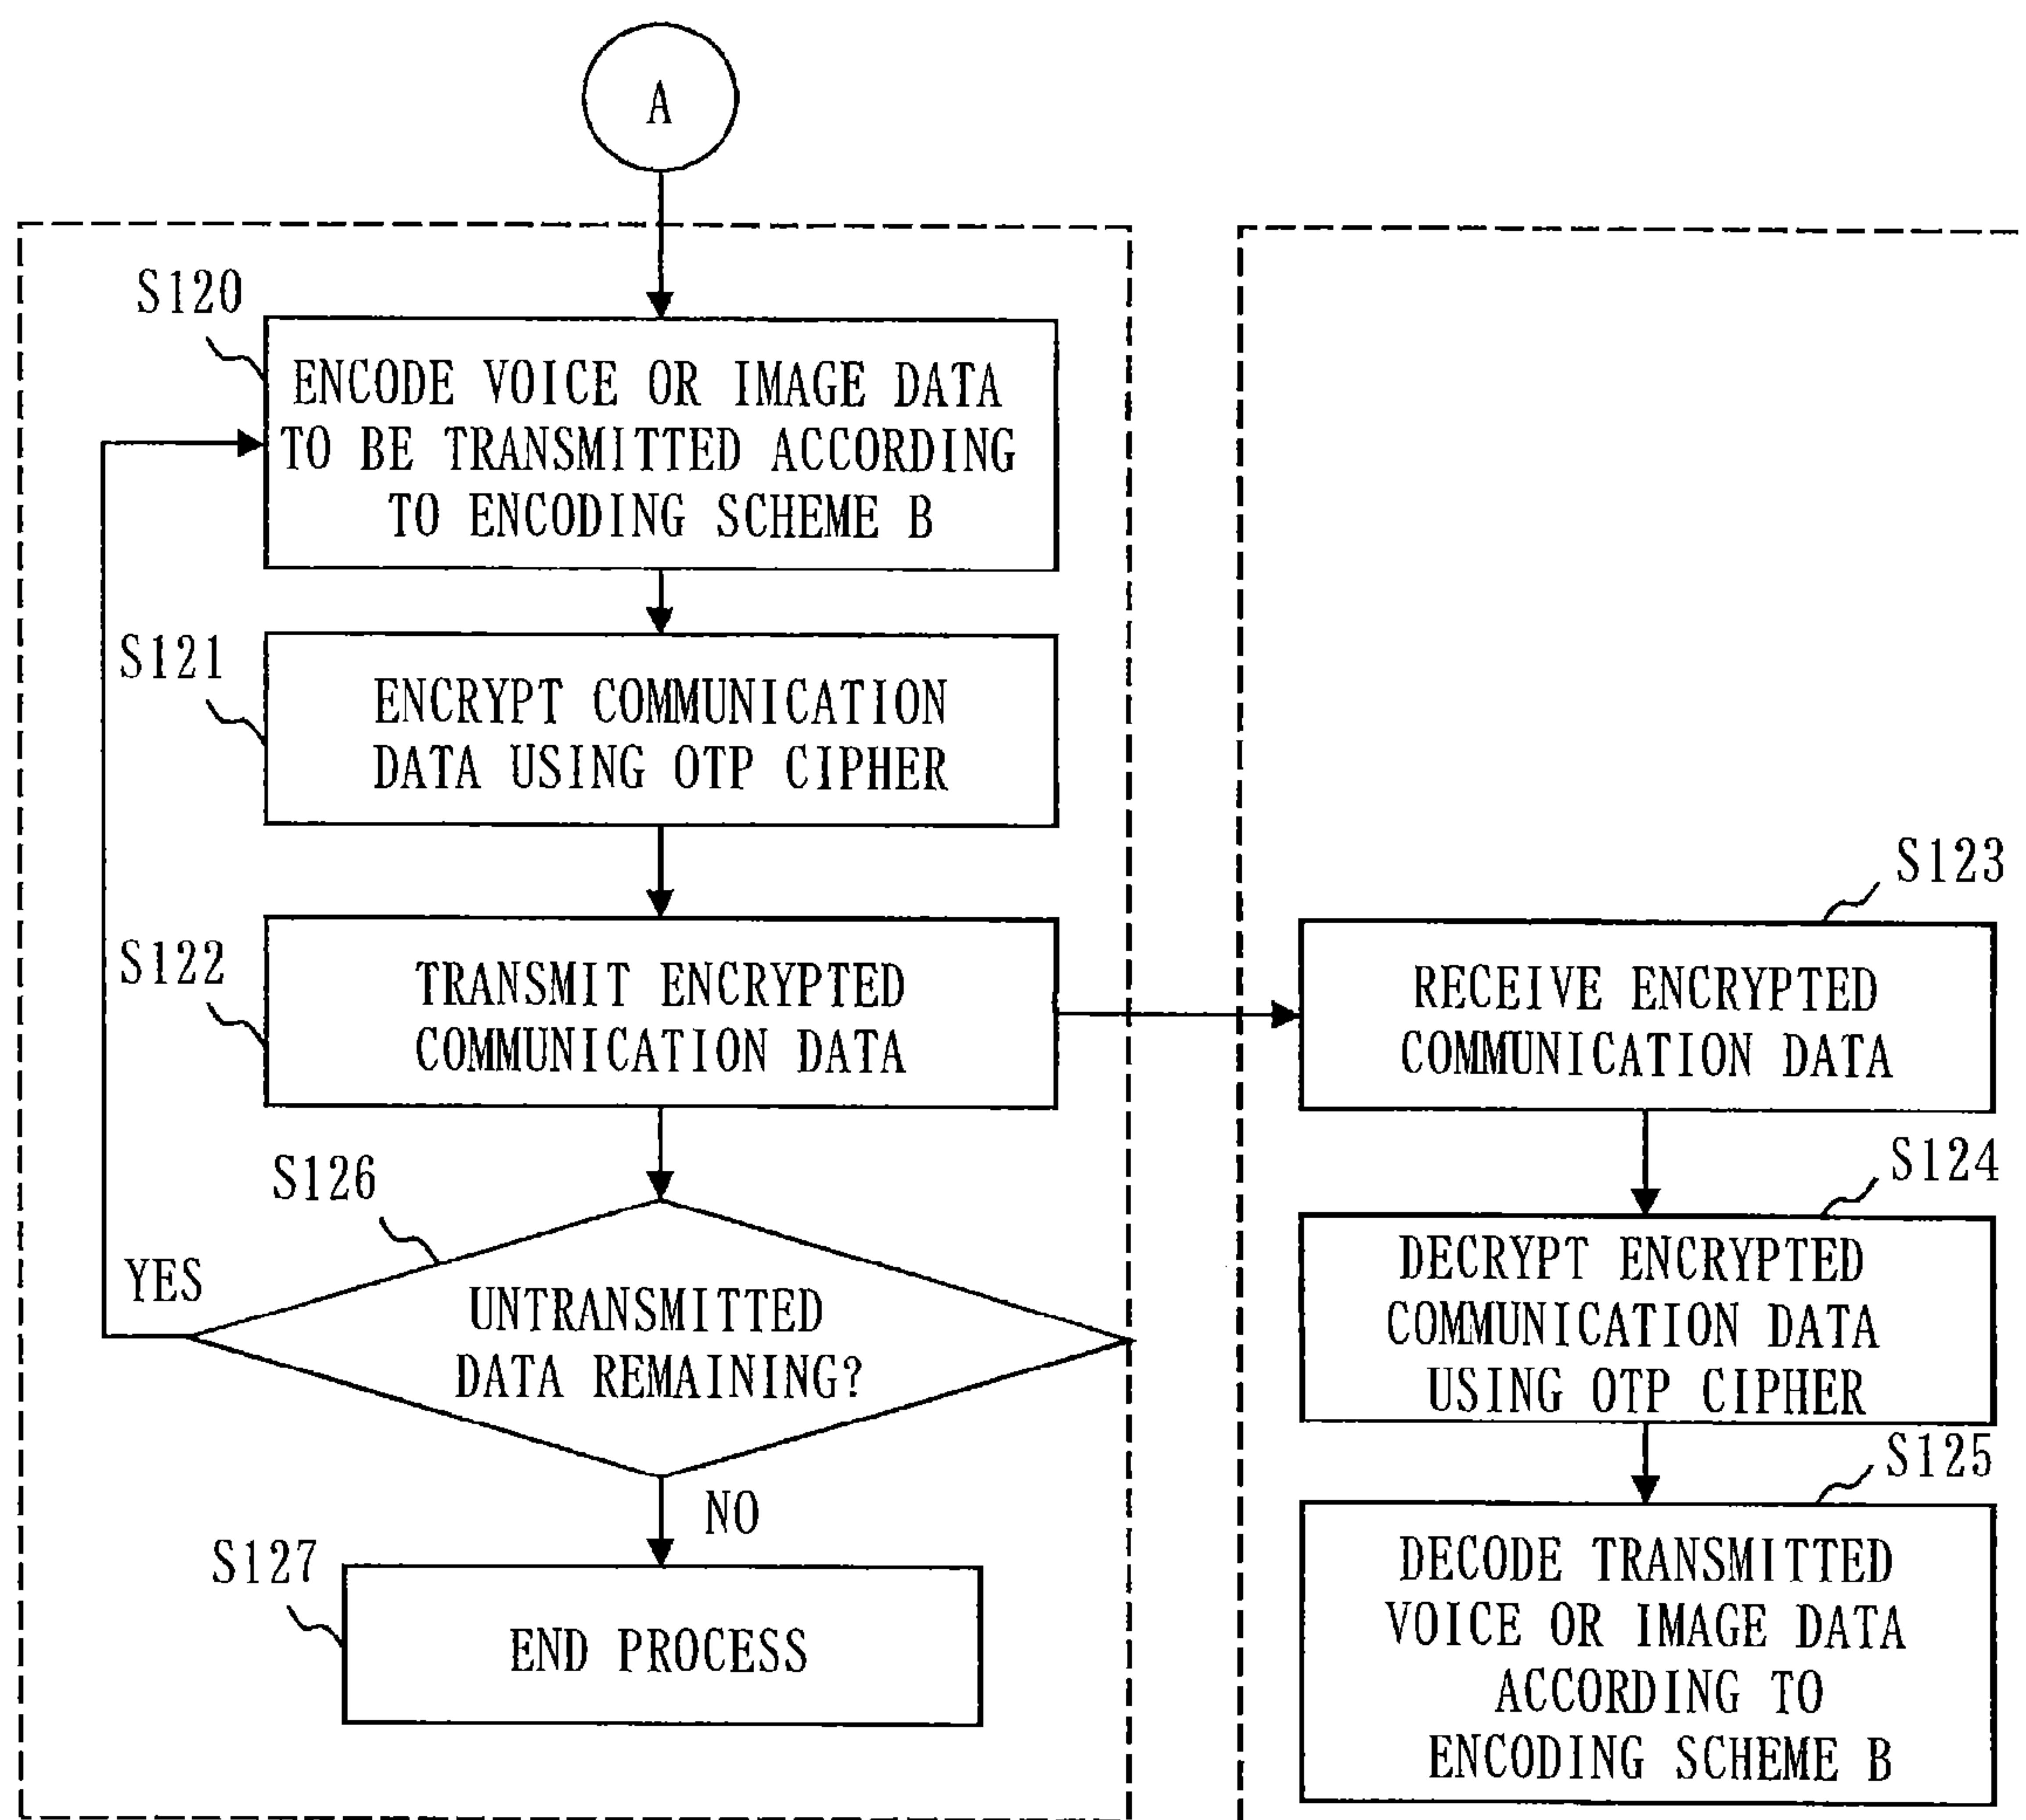 A
S120
ENCODE VOICE OR IMAGE DATA
TO BE TRANSMITTED ACCORDING
TO ENCODING SCHEME B
S121
ENCRYPT COMMUNICATION
DATA USING OTP CIPHER
S122
TRANSMIT ENCRYPTED
COMMUNICATION DATA
S126
YES
UNTRANSMITTED
DATA REMAINING?
NO
S127
END PROCESS
S123
RECEIVE ENCRYPTED
COMMUNICATION DATA
S124
DECRYPT ENCRYPTED
COMMUNICATION DATA
USING OTP CIPHER
S125
DECODE TRANSMITTED
VOICE OR IMAGE DATA
ACCORDING TO
ENCODING SCHEME B